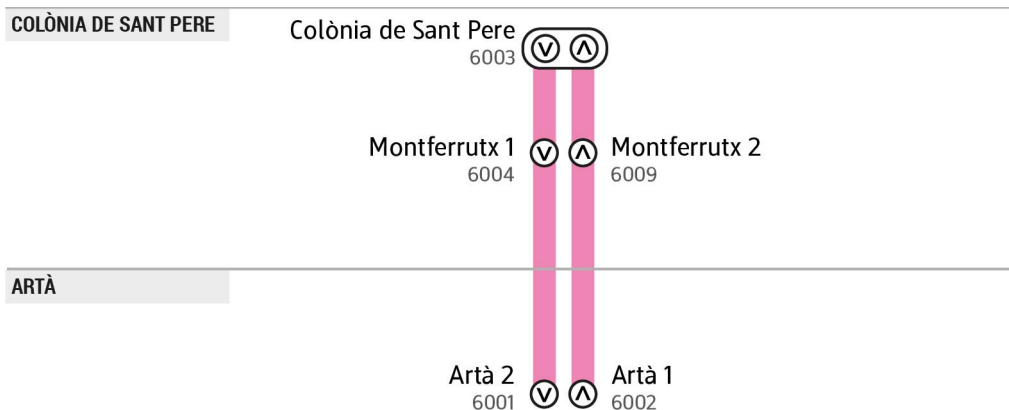 COLÒNIA DE SANT PERE
Colònia de Sant Pere
6003
Montferrutx 1
6004
Montferrutx 2
6009
ARTÀ
Artà 2
6001
Artà 1
6002